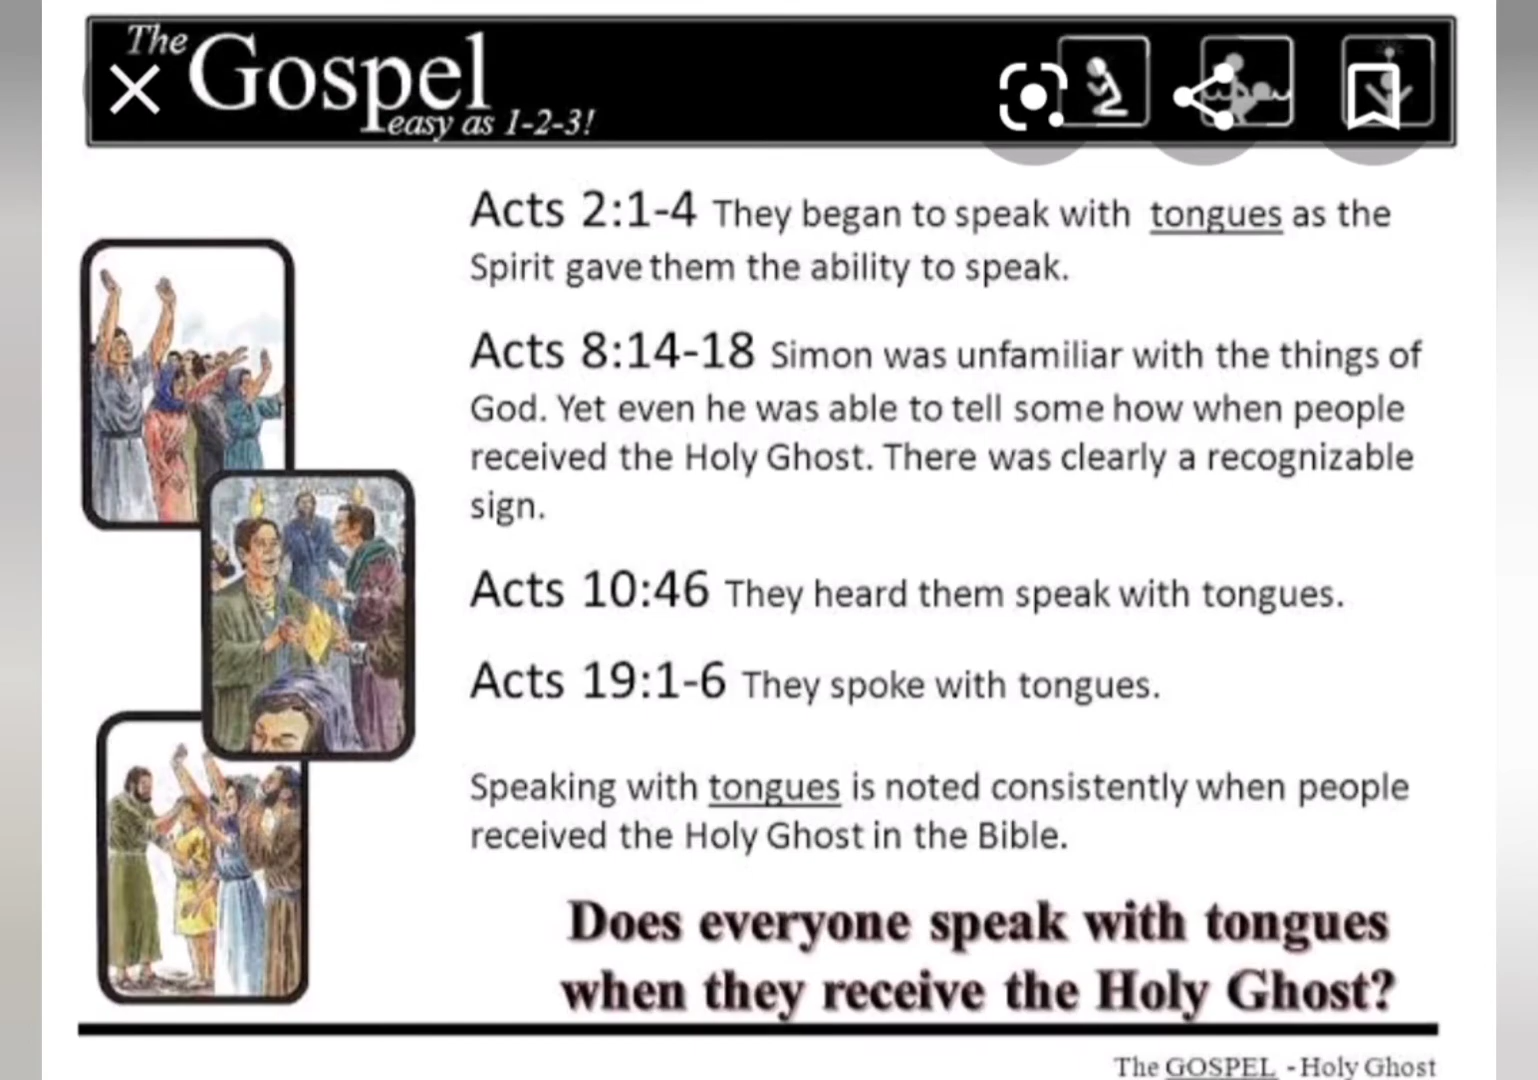 The
Gospel
easy as 1-2-3!
Acts 2:1-4 They began to speak with tongues as the
Spirit gave them the ability to speak.
Acts 8:14-18 Simon was unfamiliar with the things of
God. Yet even he was able to tell some how when people
received the Holy Ghost. There was clearly a recognizable
sign.
Acts 10:46 They heard them speak with tongues.
Acts 19:1-6 They spoke with tongues.
Speaking with tongues is noted consistently when people
received the Holy Ghost in the Bible.
Does everyone speak with tongues
when they receive the Holy Ghost?
The GOSPEL - Holy Ghost